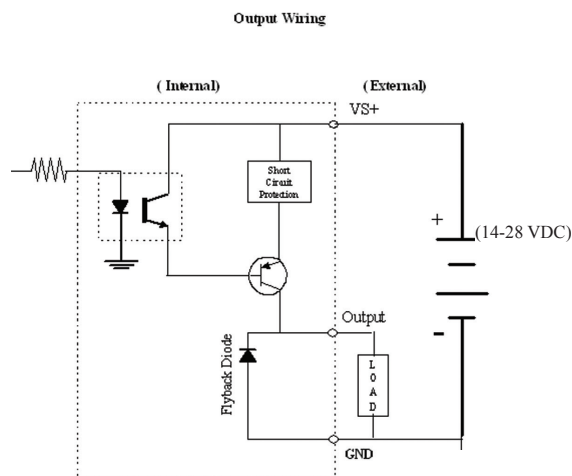 Output Wiring
( Internal)
(External)
VS+
Short
Circuit
Protection
+
(14-28 VDC)
Output
-
Flyback Diode
L
O
A
D
GND